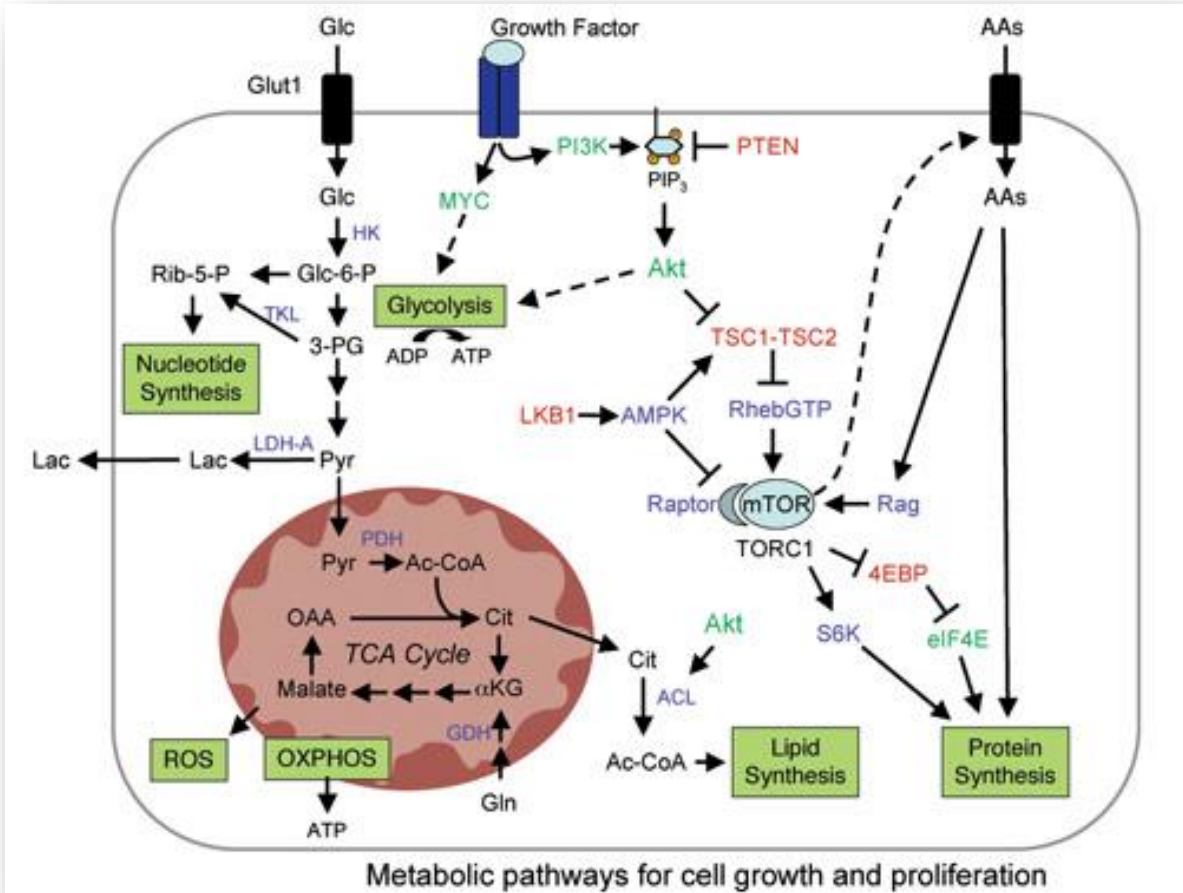 Glc
Growth Factor
AAs
Glut1
PI3K
PTEN
PIP3
Glc
MYC
AAs
HK
Rib-5-P
Glc-6-P
Akt
TKL
Glycolysis
3-PG
ADP
ATP
TSC1-TSC2
Nucleotide
Synthesis
LKB1
AMPK
RhebGTP
Lac
Lac
LDH-A
Pyr
Raptor
mTOR
Rag
TORC1
PDH
Pyr
Ac-CoA
4EBP
OAA
Cit
Akt
S6K
eIF4E
TCA Cycle
Cit
Malate
αKG
ACL
GDH
ROS
OXPHOS
Ac-CoA
Lipid
Synthesis
Protein
Synthesis
Gln
ATP
Metabolic pathways for cell growth and proliferation